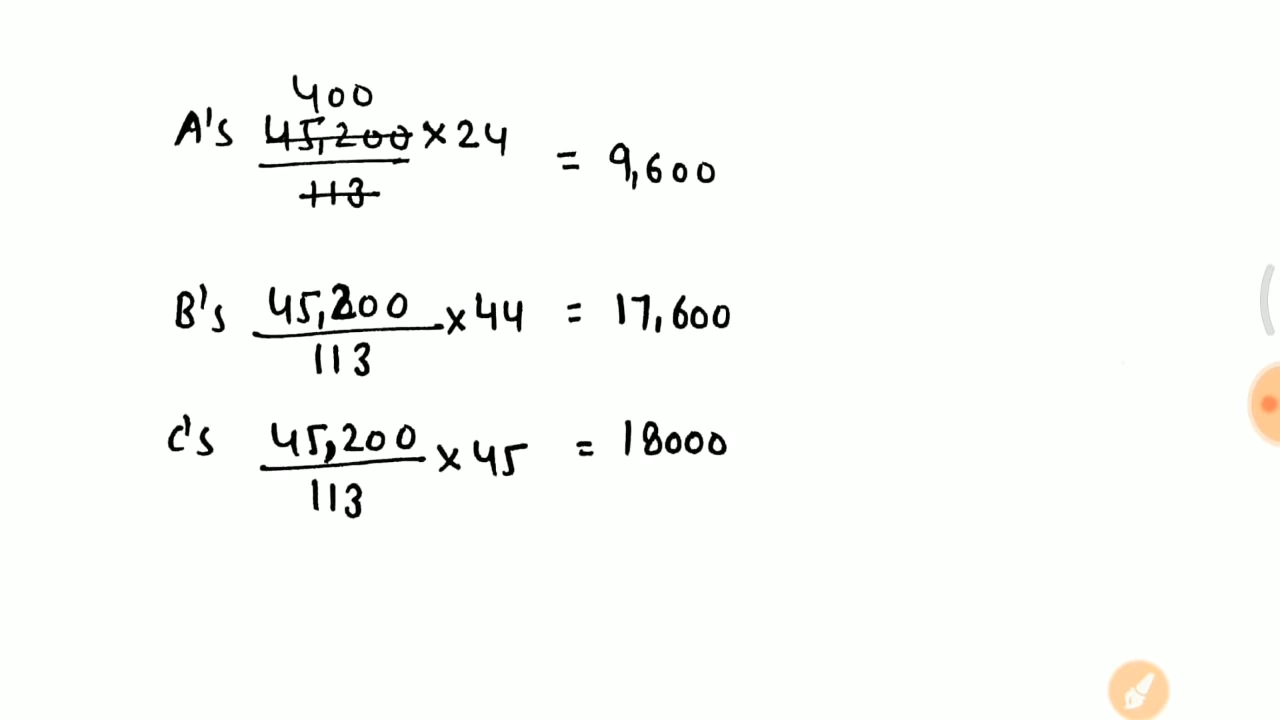 400
A's 45,200 × 24 = 9,600
113
B's 45,200 × 44 = 17,600
113
C's 45,200 × 45 = 18000
113